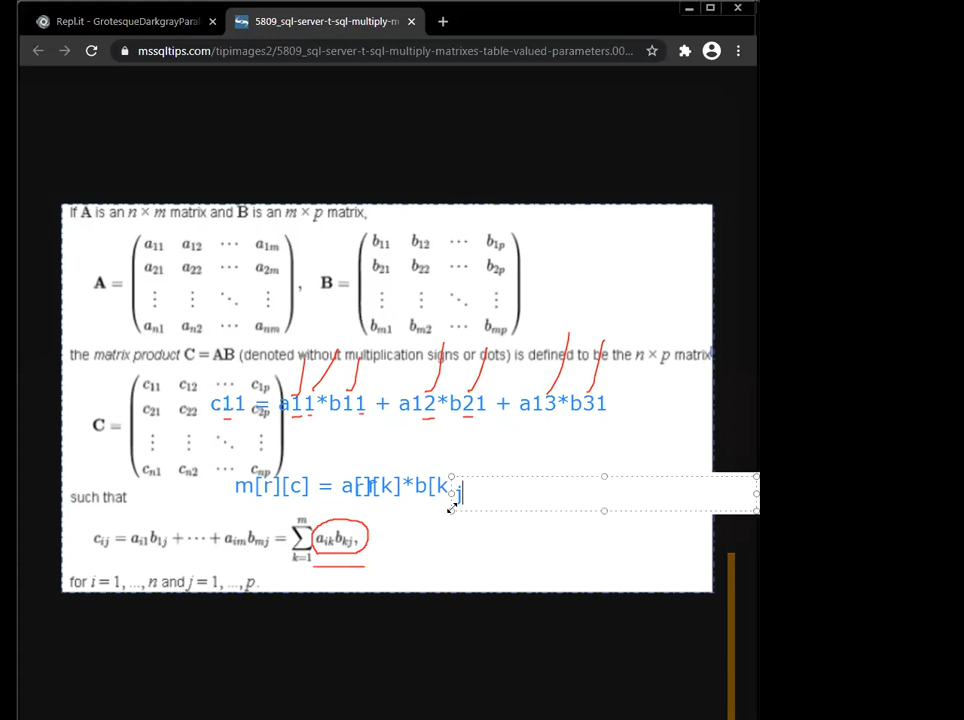 Repl.it - GrotesqueDarkgrayParal
5809_sql-server-t-sql-multiply-m
mssqltips.com/tipimages2/5809_sql-server-t-sql-multiply-matrixes-table-valued-parameters.00...
If A is an n × m matrix and B is an m × p matrix,
a11 a12 ⋯ a1m b11 b12 ⋯ b1p
a21 a22 ⋯ a2m b21 b22 ⋯ b2p
A = , B =
⋮ ⋮ ⋱ ⋮ ⋮ ⋮ ⋱ ⋮
an1 an2 ⋯ anm bm1 bm2 ⋯ bmp
the matrix product C = AB (denoted without multiplication signs or dots) is defined to be the n × p matrix
c11 c12 ⋯ c1p
c11 = a11*b11 + a12*b21 + a13*b31
c21 c22 ⋯ c2p
C =
⋮ ⋮ ⋱ ⋮
cn1 cn2 ⋯ cnp
m[r][c] = a[r][k]*b[k
j
such that
cij = ai1b1j + ⋯ + aimbmj = ∑ m k=1 aikbkj,
for i = 1, ..., n and j = 1, ..., p.